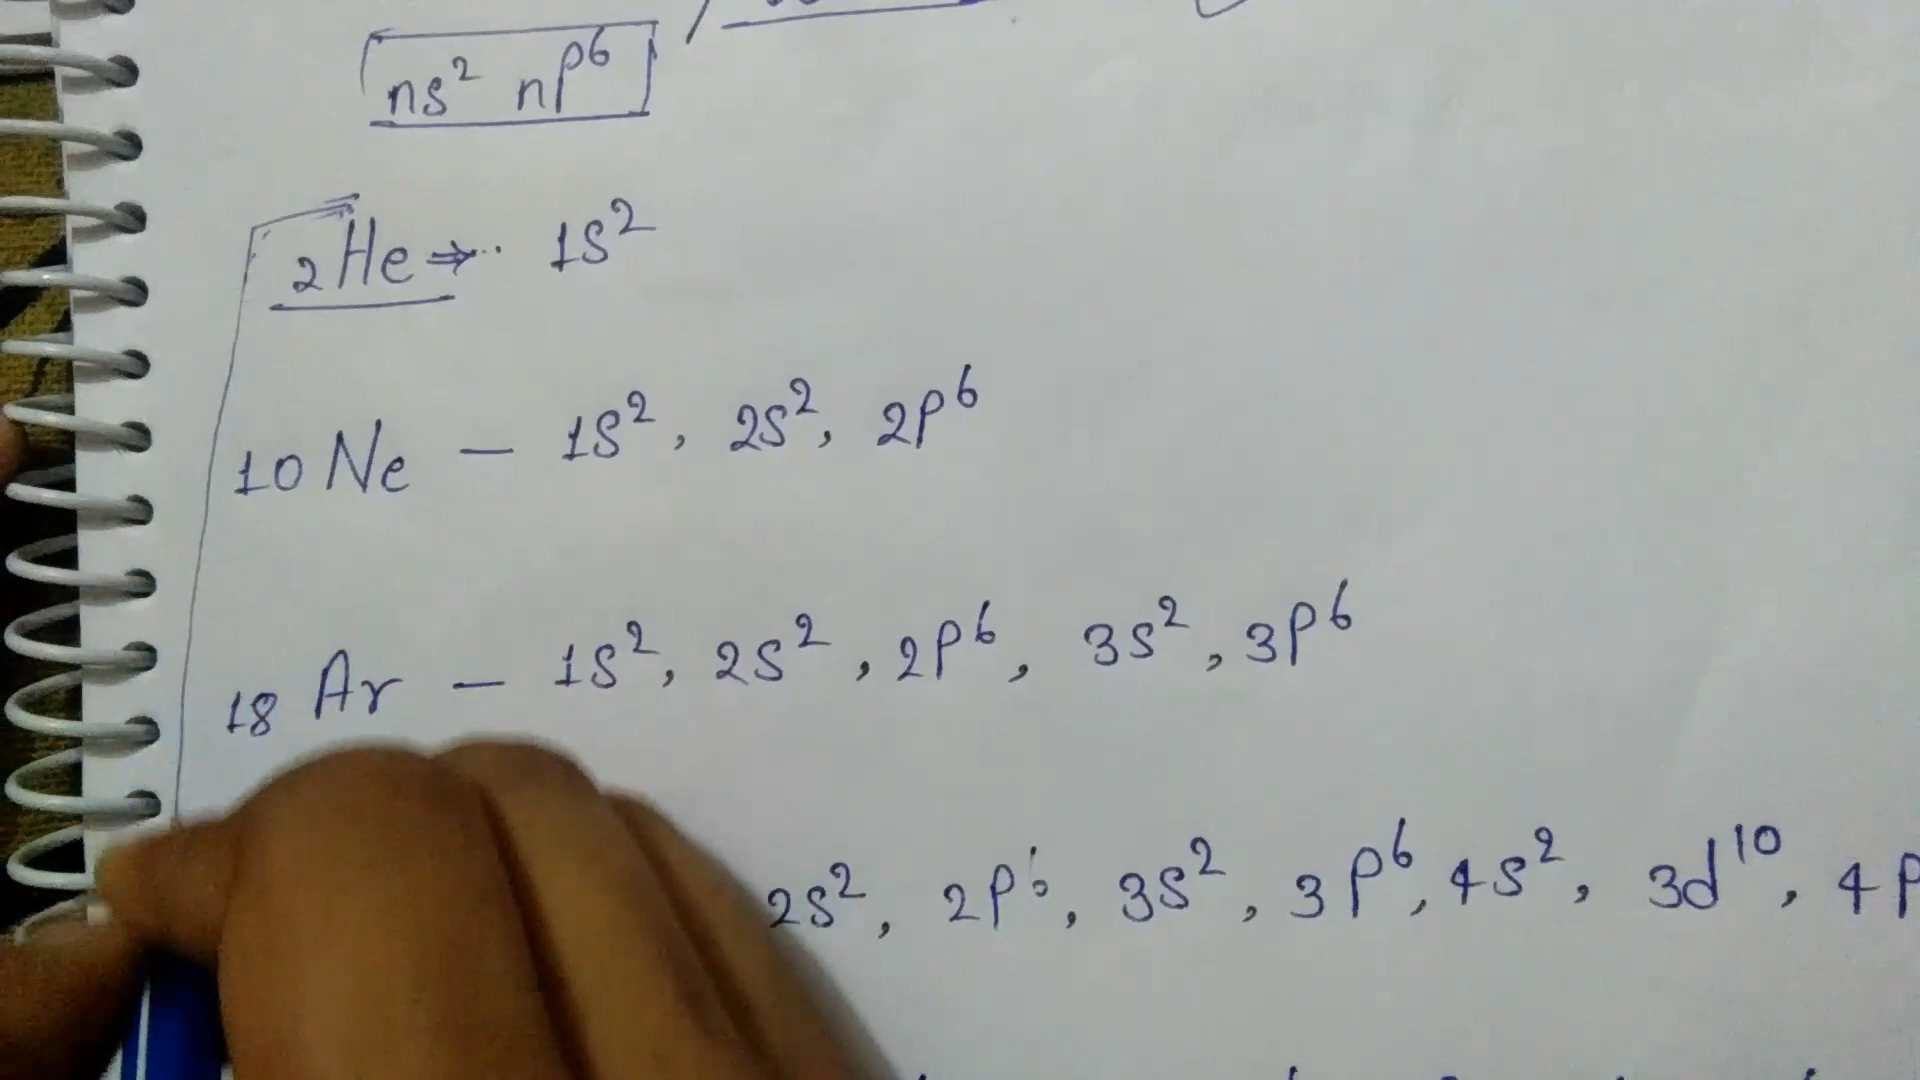 ns² np⁶
₂He ⇒ 1s²
₁₀Ne – 1s², 2s², 2p⁶
₁₈Ar – 1s², 2s², 2p⁶, 3s², 3p⁶
2s², 2p⁶, 3s², 3p⁶, 4s², 3d¹⁰, 4p